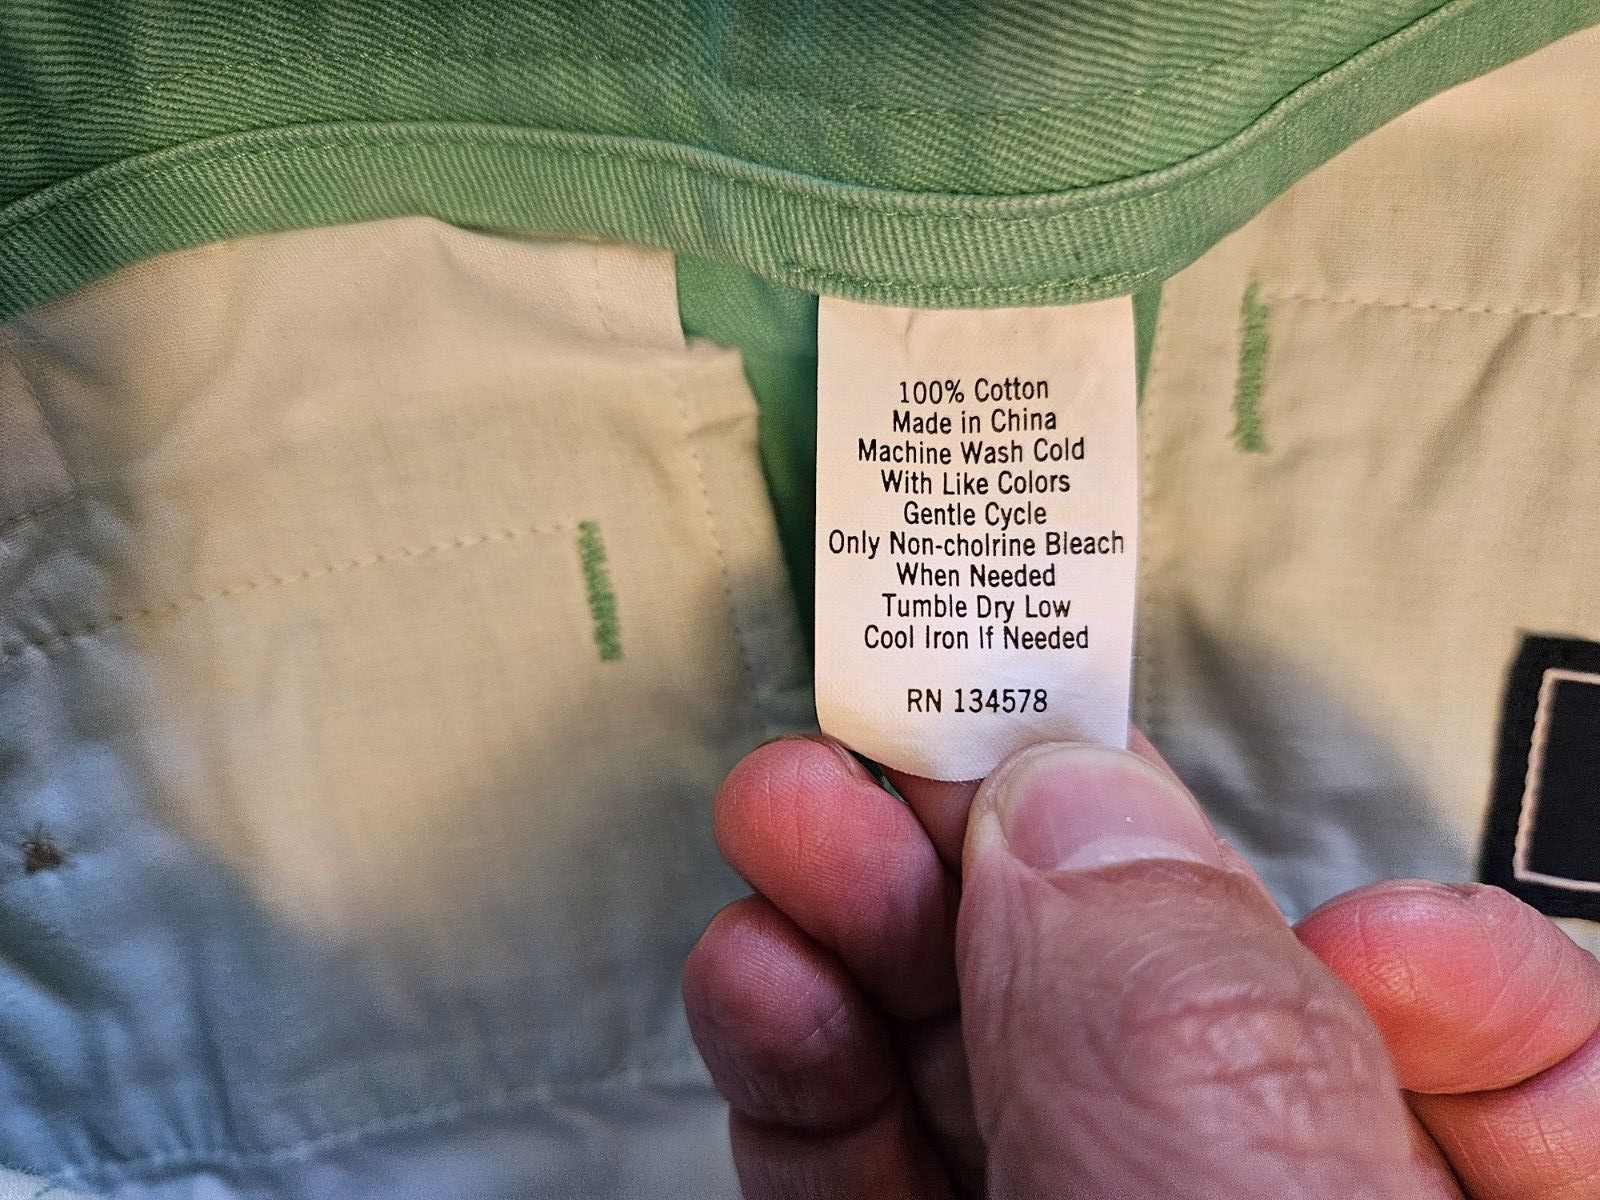 100% Cotton
Made in China
Machine Wash Cold
With Like Colors
Gentle Cycle
Only Non-cholrine Bleach
When Needed
Tumble Dry Low
Cool Iron If Needed
RN 134578